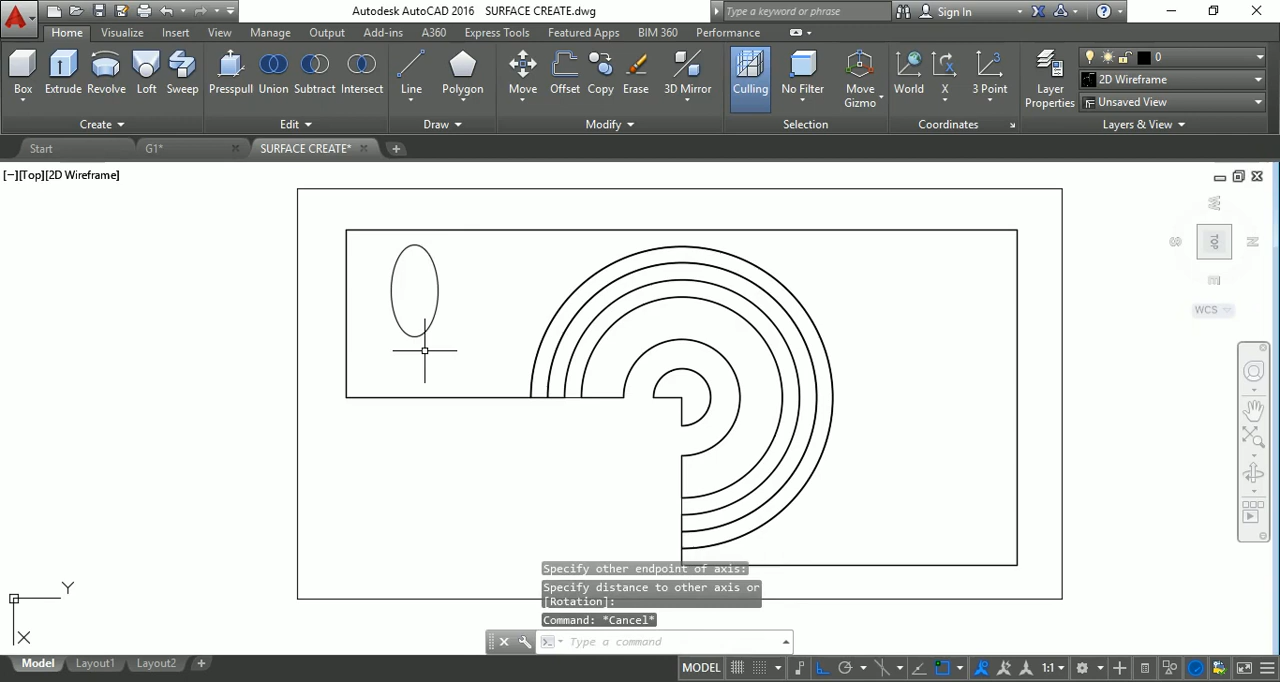 Autodesk AutoCAD 2016 SURFACE CREATE.dwg
Type a keyword or phrase
Sign In
Home Visualize Insert View Manage Output Add-ins A360 Express Tools Featured Apps BIM 360 Performance
Box Extrude Revolve Loft Sweep Presspull Union Subtract Intersect Line Polygon Move Offset Copy Erase 3D Mirror Culling No Filter Move Gizmo World X 3 Point Layer Properties
0
2D Wireframe
Unsaved View
Create Edit Draw Modify Selection Coordinates Layers & View
Start G1* SURFACE CREATE*
[−][Top][2D Wireframe]
W
S TOP N
E
WCS
Y
X
Specify other endpoint of axis:
Specify distance to other axis or
[Rotation]:
Command: *Cancel*
Type a command
Model Layout1 Layout2 MODEL 1:1